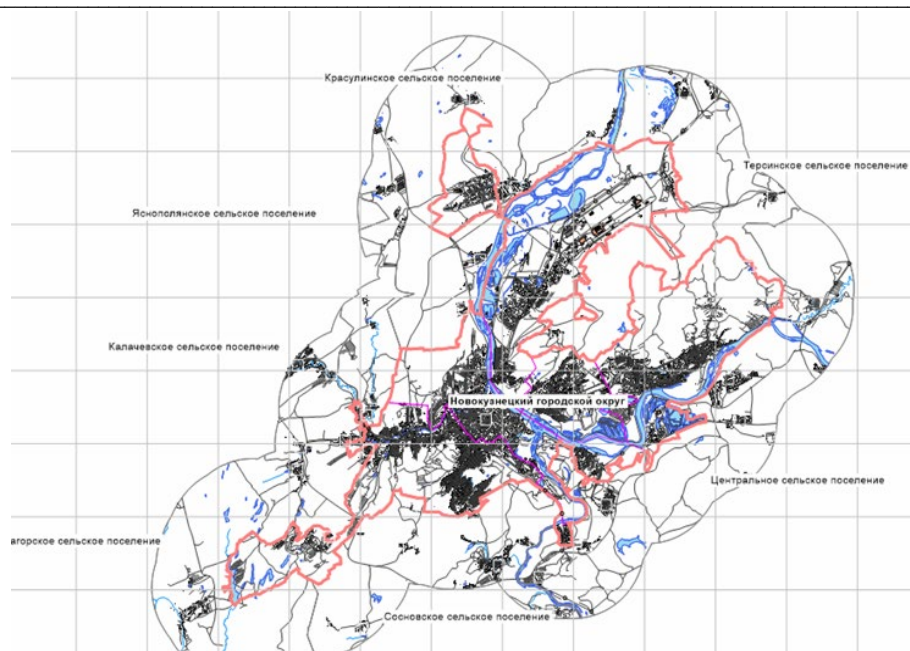 Красулинское сельское поселение
Терсинское сельское поселение
Яснополянское сельское поселение
Калачевское сельское поселение
Новокузнецкий городской округ
Центральное сельское поселение
агорское сельское поселение
Сосновское сельское поселение